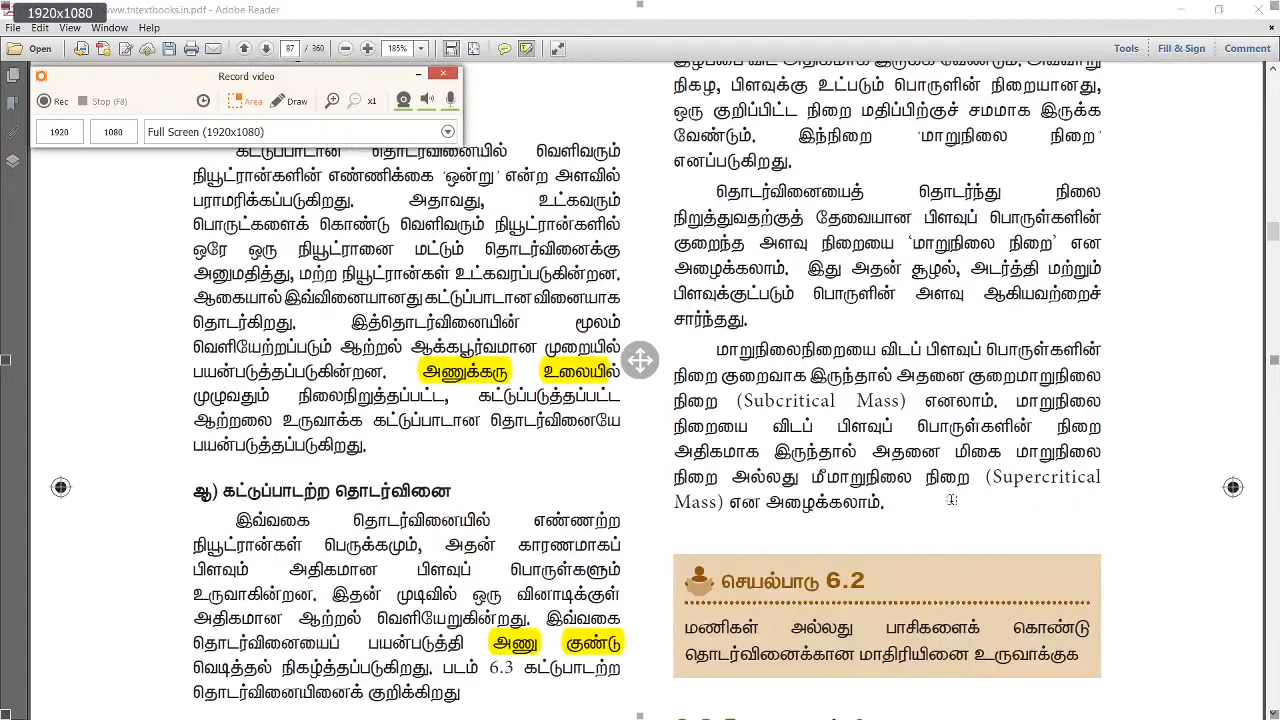 1920x1080
www.tntextbooks.in.pdf - Adobe Reader
File Edit View Window Help
Open
87 / 360
185%
Tools Fill & Sign Comment
Record video
Rec Stop (F8) Area Draw x1
1920 1080 Full Screen (1920x1080)
கட்டுப்பாடான தொடர்வினையில் வெளிவரும்
நியூட்ரான்களின் எண்ணிக்கை ‘ஒன்று’ என்ற அளவில்
பராமரிக்கப்படுகிறது. அதாவது, உட்கவரும்
பொருட்களைக் கொண்டு வெளிவரும் நியூட்ரான்களில்
ஒரே ஒரு நியூட்ரானை மட்டும் தொடர்வினைக்கு
அனுமதித்து, மற்ற நியூட்ரான்கள் உட்கவரப்படுகின்றன.
ஆகையால் இவ்வினையானது கட்டுப்பாடான வினையாக
தொடர்கிறது. இத்தொடர்வினையின் மூலம்
வெளியேற்றப்படும் ஆற்றல் ஆக்கபூர்வமான முறையில்
பயன்படுத்தப்படுகின்றன. அணுக்கரு உலையில்
முழுவதும் நிலைநிறுத்தப்பட்ட, கட்டுப்படுத்தப்பட்ட
ஆற்றலை உருவாக்க கட்டுப்பாடான தொடர்வினையே
பயன்படுத்தப்படுகிறது.
ஆ) கட்டுப்பாடற்ற தொடர்வினை
இவ்வகை தொடர்வினையில் எண்ணற்ற
நியூட்ரான்கள் பெருக்கமும், அதன் காரணமாகப்
பிளவும் அதிகமான பிளவுப் பொருள்களும்
உருவாகின்றன. இதன் முடிவில் ஒரு வினாடிக்குள்
அதிகமான ஆற்றல் வெளியேறுகின்றது. இவ்வகை
தொடர்வினையைப் பயன்படுத்தி அணு குண்டு
வெடித்தல் நிகழ்த்தப்படுகிறது. படம் 6.3 கட்டுபாடற்ற
தொடர்வினையினைக் குறிக்கிறது
இழப்பை விட அதிகமாக இருக்க வேண்டும். அவ்வாறு
நிகழ, பிளவுக்கு உட்படும் பொருளின் நிறையானது,
ஒரு குறிப்பிட்ட நிறை மதிப்பிற்குச் சமமாக இருக்க
வேண்டும். இந்நிறை ‘மாறுநிலை நிறை’
எனப்படுகிறது.
தொடர்வினையைத் தொடர்ந்து நிலை
நிறுத்துவதற்குத் தேவையான பிளவுப் பொருள்களின்
குறைந்த அளவு நிறையை ‘மாறுநிலை நிறை’ என
அழைக்கலாம். இது அதன் சூழல், அடர்த்தி மற்றும்
பிளவுக்குட்படும் பொருளின் அளவு ஆகியவற்றைச்
சார்ந்தது.
மாறுநிலைநிறையை விடப் பிளவுப் பொருள்களின்
நிறை குறைவாக இருந்தால் அதனை குறைமாறுநிலை
நிறை (Subcritical Mass) எனலாம். மாறுநிலை
நிறையை விடப் பிளவுப் பொருள்களின் நிறை
அதிகமாக இருந்தால் அதனை மிகை மாறுநிலை
நிறை அல்லது மீமாறுநிலை நிறை (Supercritical
Mass) என அழைக்கலாம்.
செயல்பாடு 6.2
மணிகள் அல்லது பாசிகளைக் கொண்டு
தொடர்வினைக்கான மாதிரியினை உருவாக்குக